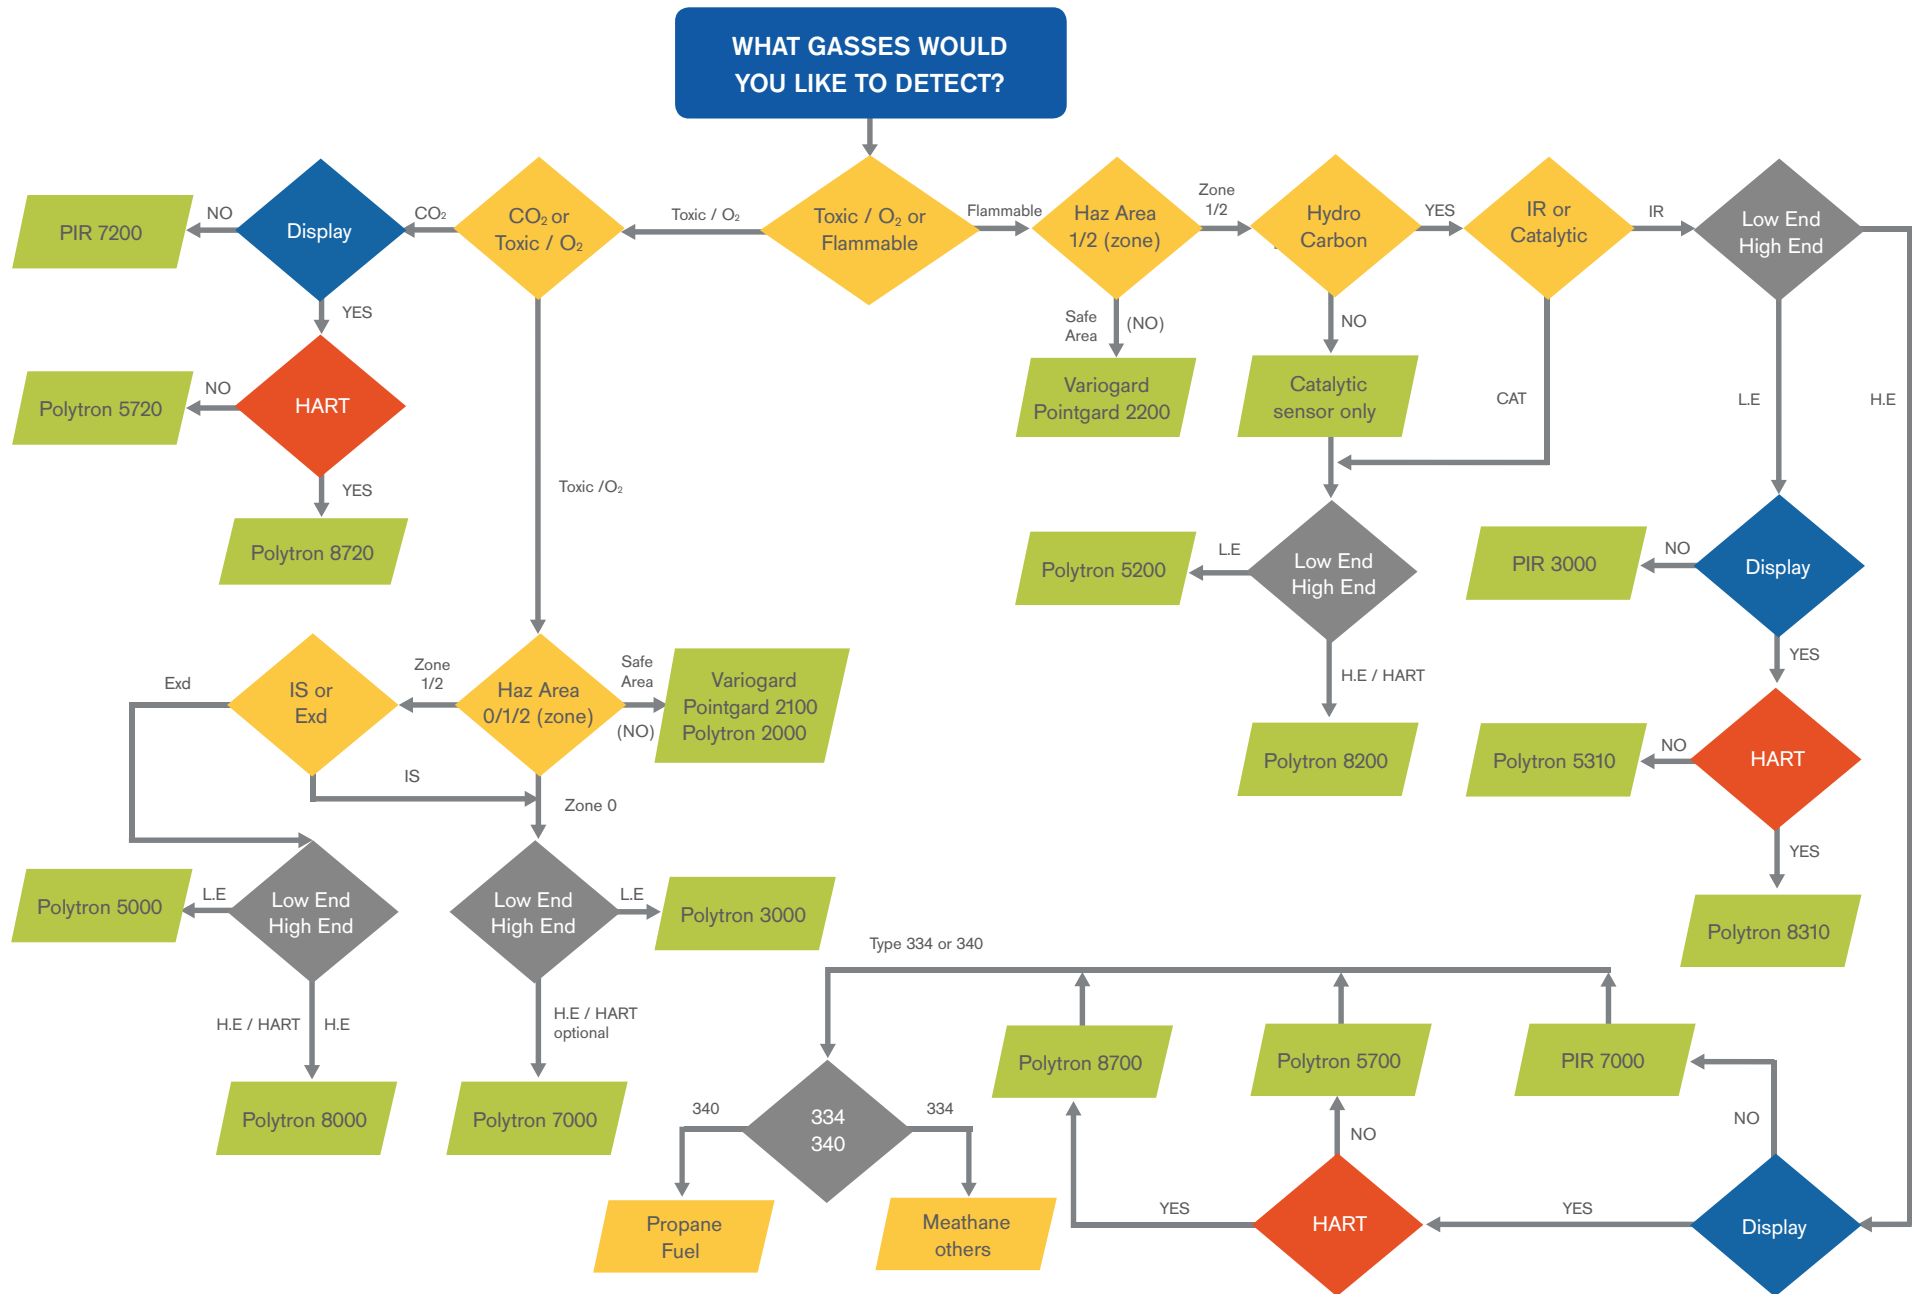 WHAT GASSES WOULD
YOU LIKE TO DETECT?
PIR 7200
NO
Display
CO₂
CO₂ or
Toxic / O₂
Toxic / O₂
Toxic / O₂ or
Flammable
Flammable
Haz Area
1/2 (zone)
Zone
1/2
Hydro
Carbon
YES
IR or
Catalytic
IR
Low End
High End
YES
Safe
Area
(NO)
NO
Polytron 5720
NO
HART
Variogard
Pointgard 2200
Catalytic
sensor only
CAT
L.E
H.E
YES
Toxic /O₂
Polytron 8720
Polytron 5200
L.E
Low End
High End
PIR 3000
NO
Display
YES
H.E / HART
Exd
IS or
Exd
Zone
1/2
Haz Area
0/1/2 (zone)
Safe
Area
(NO)
Variogard
Pointgard 2100
Polytron 2000
IS
Zone 0
Polytron 8200
Polytron 5310
NO
HART
YES
Polytron 5000
L.E
Low End
High End
Low End
High End
L.E
Polytron 3000
Polytron 8310
Type 334 or 340
H.E / HART
H.E
H.E / HART
optional
Polytron 8000
Polytron 7000
Polytron 8700
Polytron 5700
PIR 7000
340
334
340
334
NO
NO
Propane
Fuel
Meathane
others
YES
HART
YES
Display